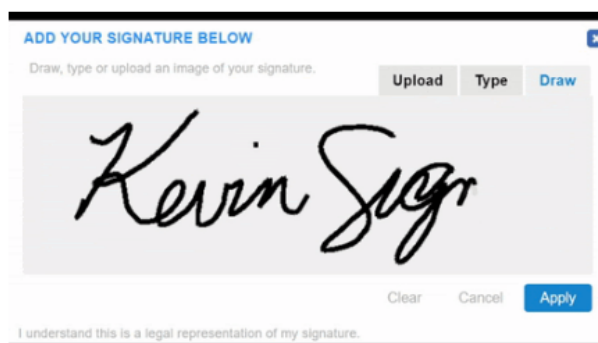 ADD YOUR SIGNATURE BELOW
Draw, type or upload an image of your signature.
Upload Type Draw
Kevin Sign
Clear Cancel Apply
I understand this is a legal representation of my signature.